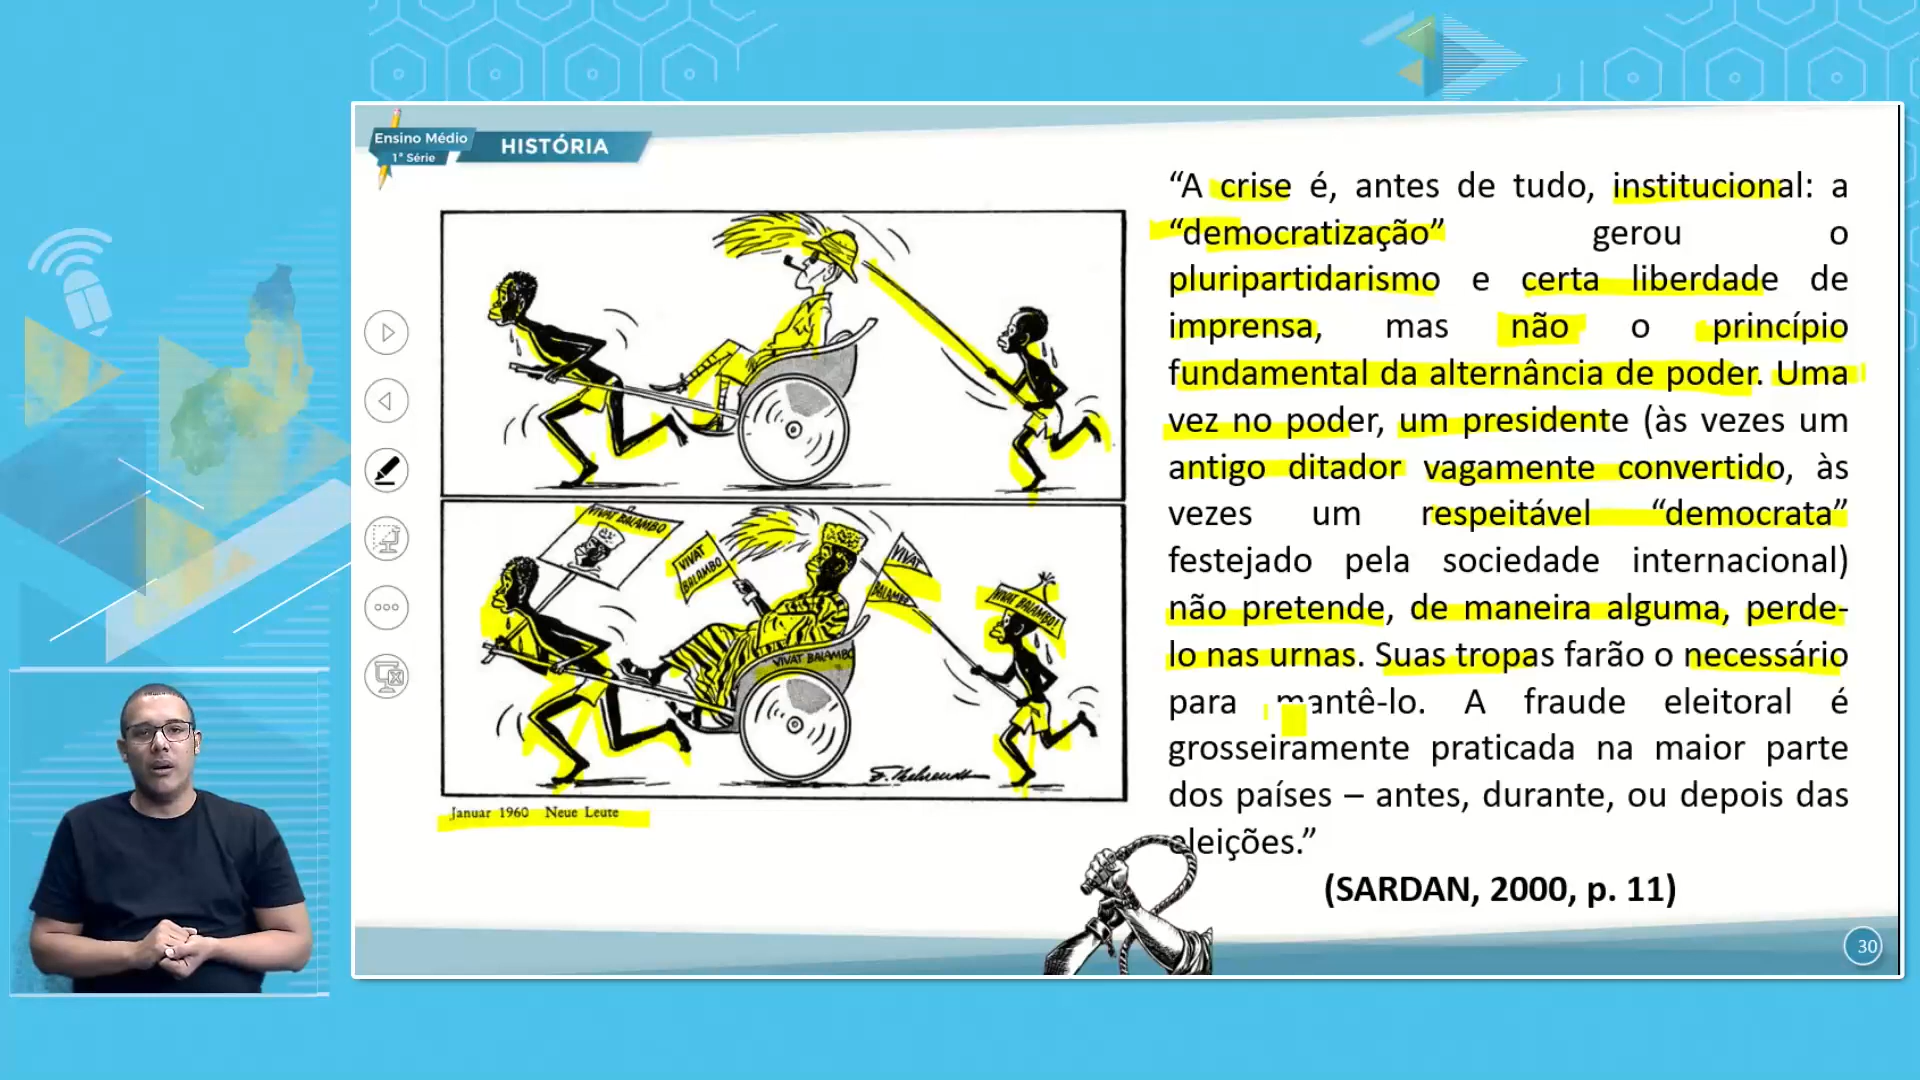 Ensino Médio
1ª Série
HISTÓRIA
“A crise é, antes de tudo, institucional: a
“democratização” gerou o
pluripartidarismo e certa liberdade de
imprensa, mas não o princípio
fundamental da alternância de poder. Uma
vez no poder, um presidente (às vezes um
antigo ditador vagamente convertido, às
vezes um respeitável “democrata”
festejado pela sociedade internacional)
não pretende, de maneira alguma, perde-
lo nas urnas. Suas tropas farão o necessário
para mantê-lo. A fraude eleitoral é
grosseiramente praticada na maior parte
dos países – antes, durante, ou depois das
eleições.”
(SARDAN, 2000, p. 11)
VIVAT BALAMBO
VIVAT
BALAMBO
VIVAT
BALAMBO
VIVAT BALAMBO!
VIVAT BALAMBO
Januar 1960 Neue Leute
30